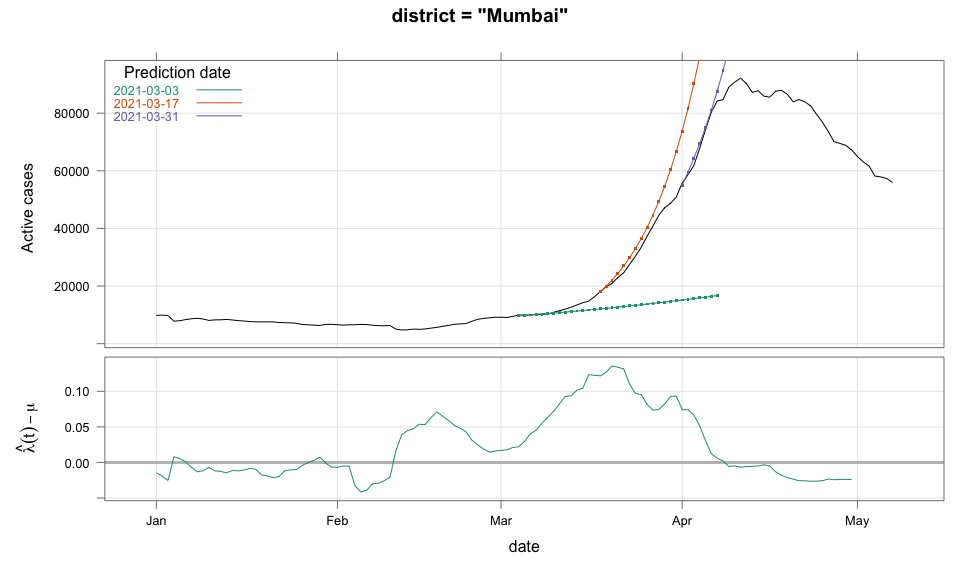 district = "Mumbai"
Prediction date
2021-03-03
2021-03-17
2021-03-31
Active cases
80000
60000
40000
20000
λ̂(t) − μ
0.10
0.05
0.00
Jan Feb Mar Apr May
date